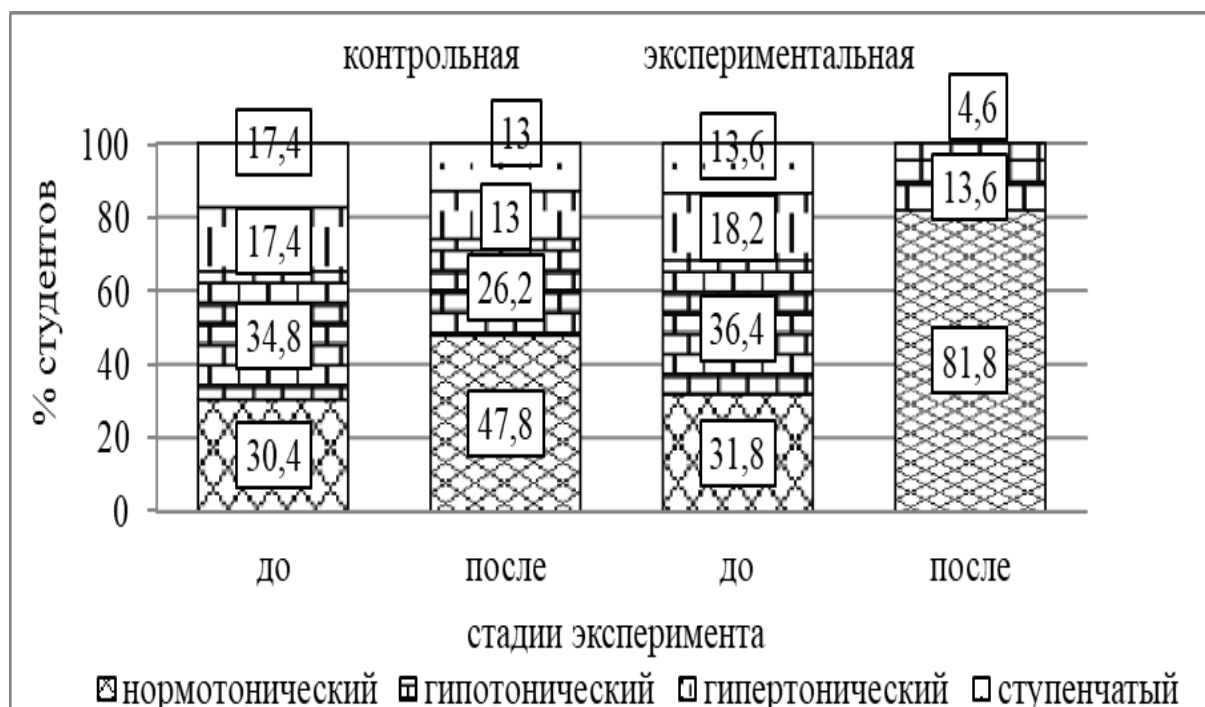 контрольная экспериментальная
17,4 13 13,6 4,6
100
17,4 13 18,2 13,6
80
34,8 26,2 36,4
60
81,8
40
30,4 47,8 31,8
20
0
% студентов
до после до после
стадии эксперимента
нормотонический гипотонический гипертонический ступенчатый